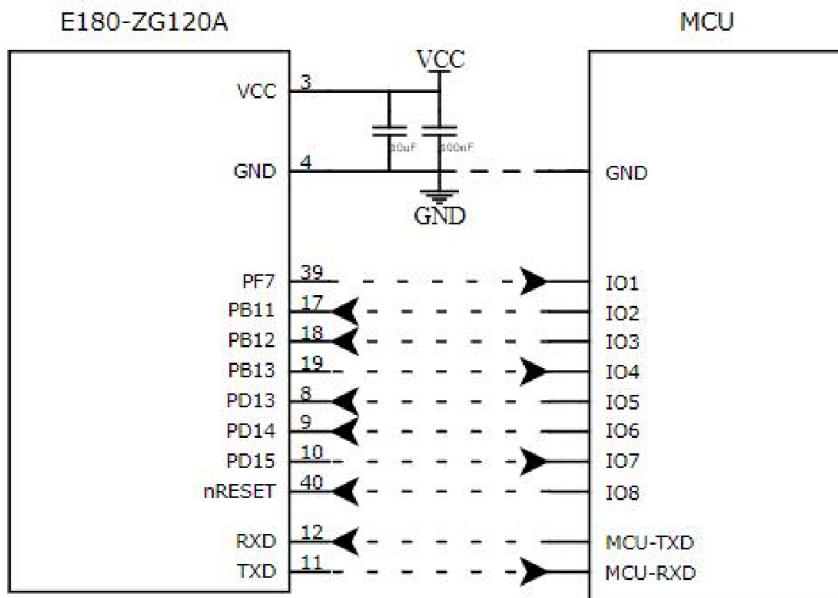 E180-ZG120A MCU
VCC
VCC 3
10uF 100nF
GND 4 GND
GND
PF7 39 IO1
PB11 17 IO2
PB12 18 IO3
PB13 19 IO4
PD13 8 IO5
PD14 9 IO6
PD15 10 IO7
nRESET 40 IO8
RXD 12 MCU-TXD
TXD 11 MCU-RXD